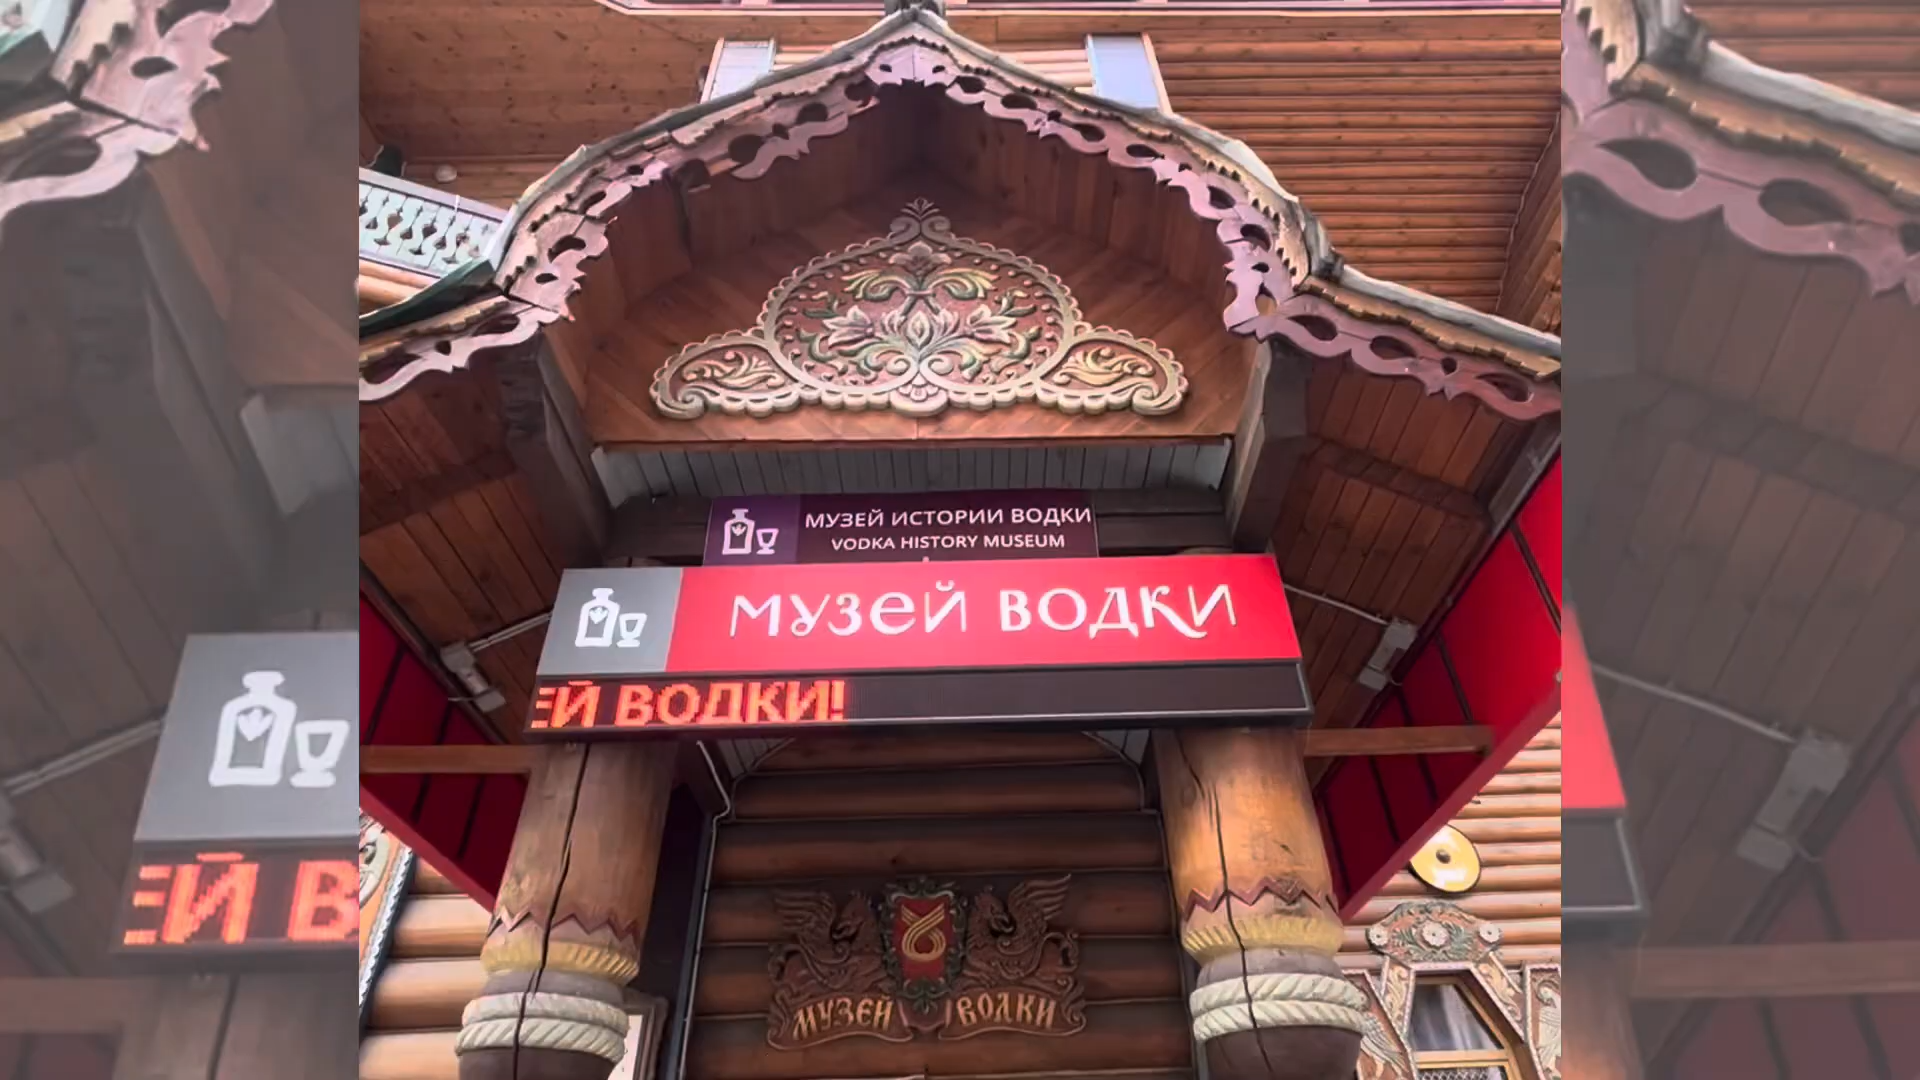 МУЗЕЙ ИСТОРИИ ВОДКИ
VODKA HISTORY MUSEUM
МУЗЕЙ ВОДКИ
ЕЙ ВОДКИ!
МУЗЕЙ ВОДКИ